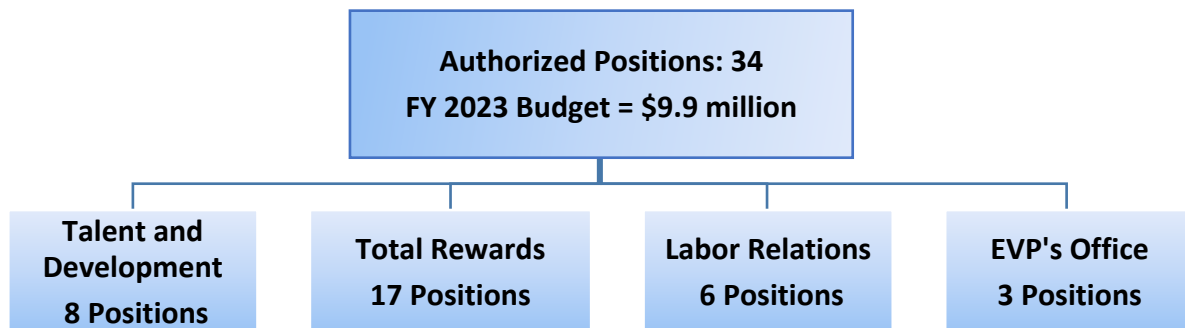 Authorized Positions: 34
FY 2023 Budget = $9.9 million
Talent and
Development
8 Positions
Total Rewards
17 Positions
Labor Relations
6 Positions
EVP's Office
3 Positions